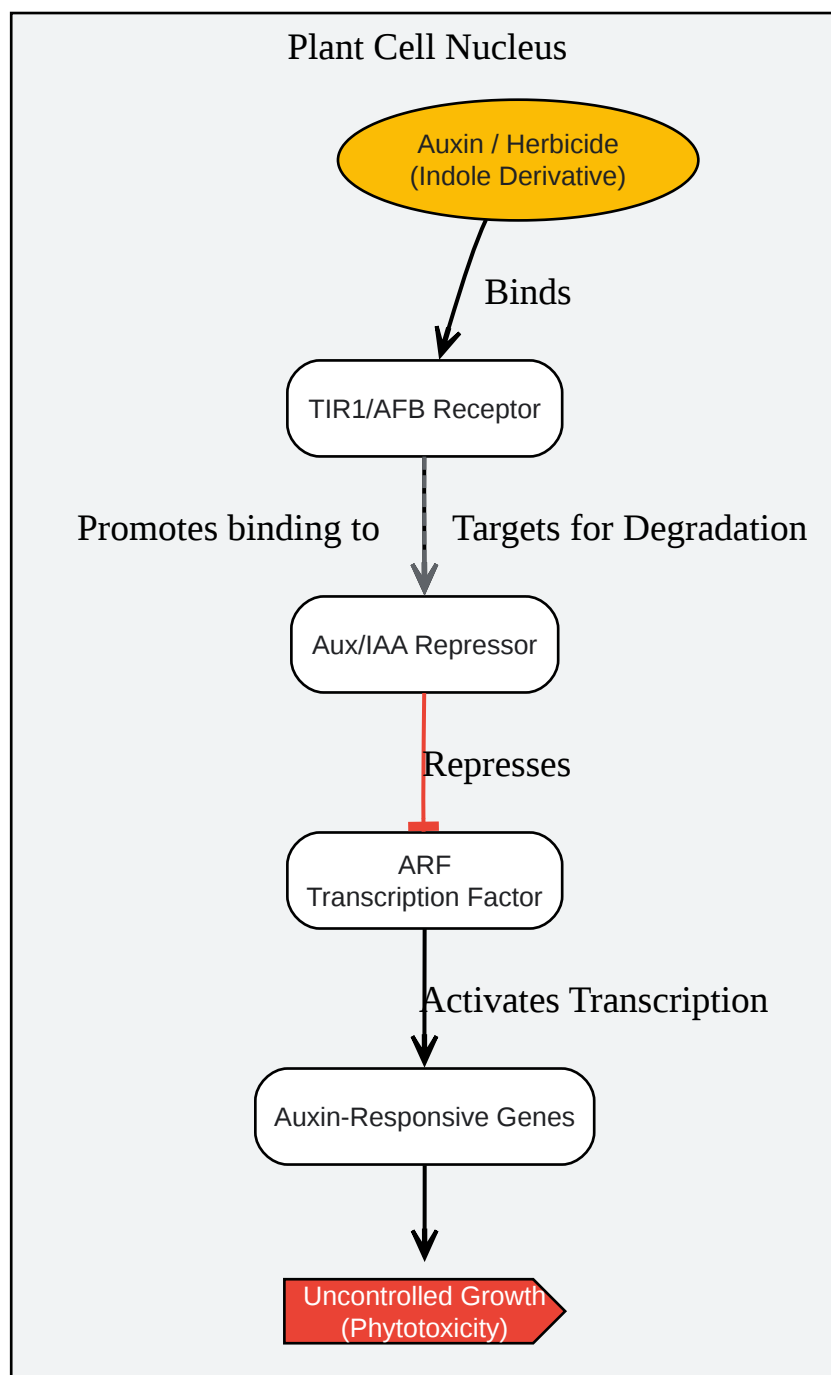 Plant Cell Nucleus
Auxin / Herbicide
(Indole Derivative)
Binds
TIR1/AFB Receptor
Promotes binding to
Targets for Degradation
Aux/IAA Repressor
Represses
ARF
Transcription Factor
Activates Transcription
Auxin-Responsive Genes
Uncontrolled Growth
(Phytotoxicity)